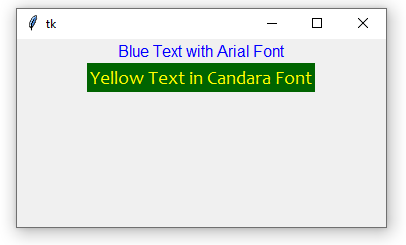 tk
Blue Text with Arial Font
Yellow Text in Candara Font